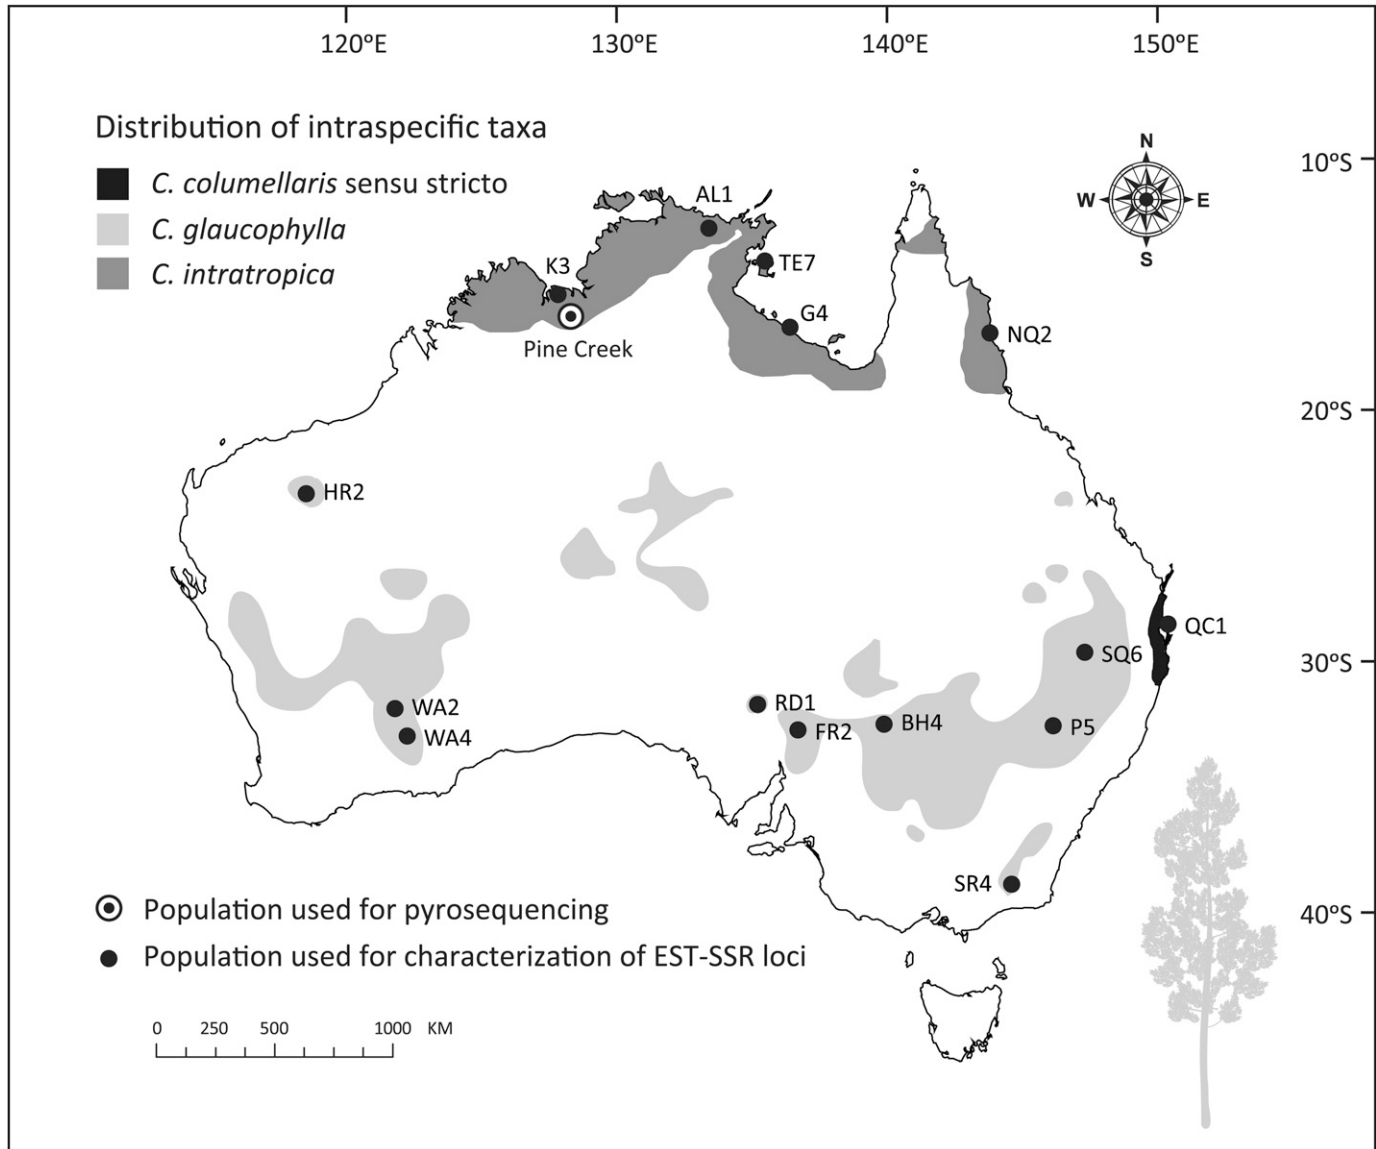 120°E 130°E 140°E 150°E
Distribution of intraspecific taxa
C. columellaris sensu stricto
C. glaucophylla
C. intratropica
N
W E
S
10°S
20°S
30°S
40°S
AL1
K3
TE7
G4
Pine Creek
NQ2
HR2
QC1
SQ6
RD1
WA2
FR2
BH4
P5
WA4
SR4
Population used for pyrosequencing
Population used for characterization of EST-SSR loci
0 250 500 1000 KM